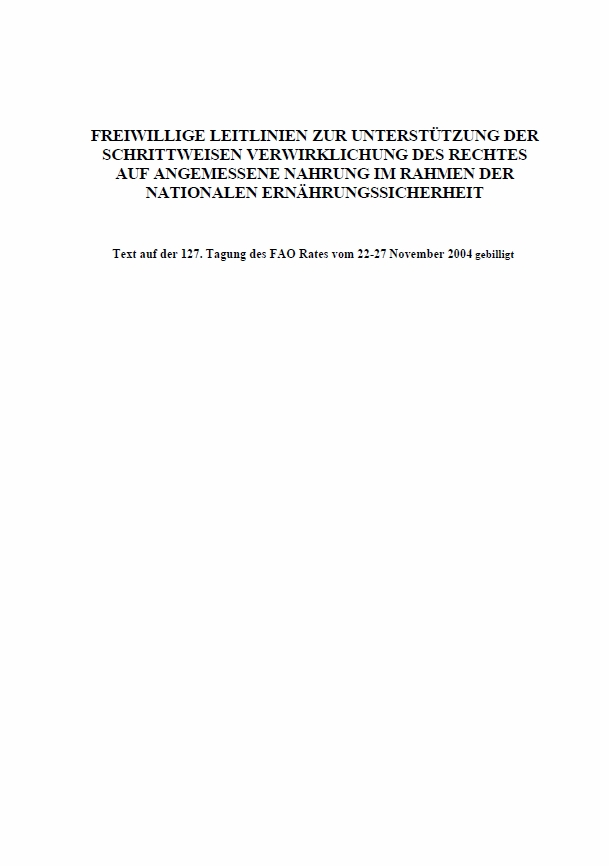 FREIWILLIGE LEITLINIEN ZUR UNTERSTÜTZUNG DER
SCHRITTWEISEN VERWIRKLICHUNG DES RECHTES
AUF ANGEMESSENE NAHRUNG IM RAHMEN DER
NATIONALEN ERNÄHRUNGSSICHERHEIT
Text auf der 127. Tagung des FAO Rates vom 22-27 November 2004 gebilligt